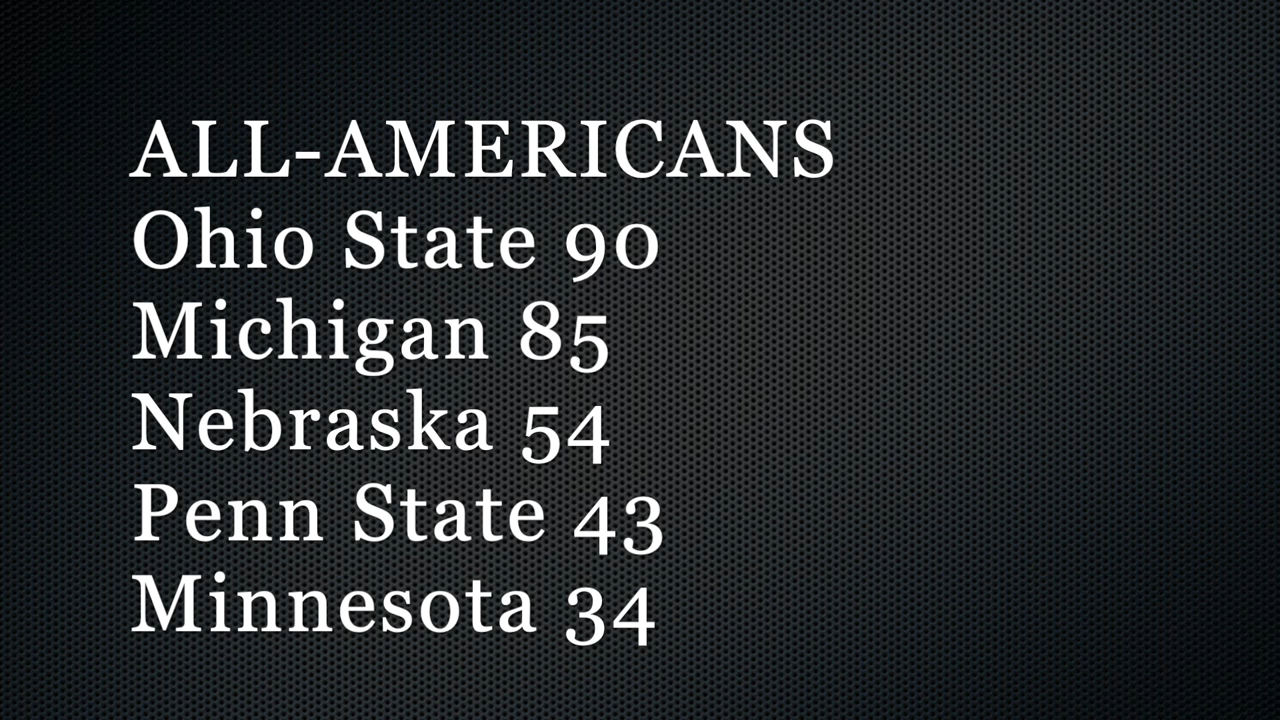 ALL-AMERICANS
Ohio State 90
Michigan 85
Nebraska 54
Penn State 43
Minnesota 34